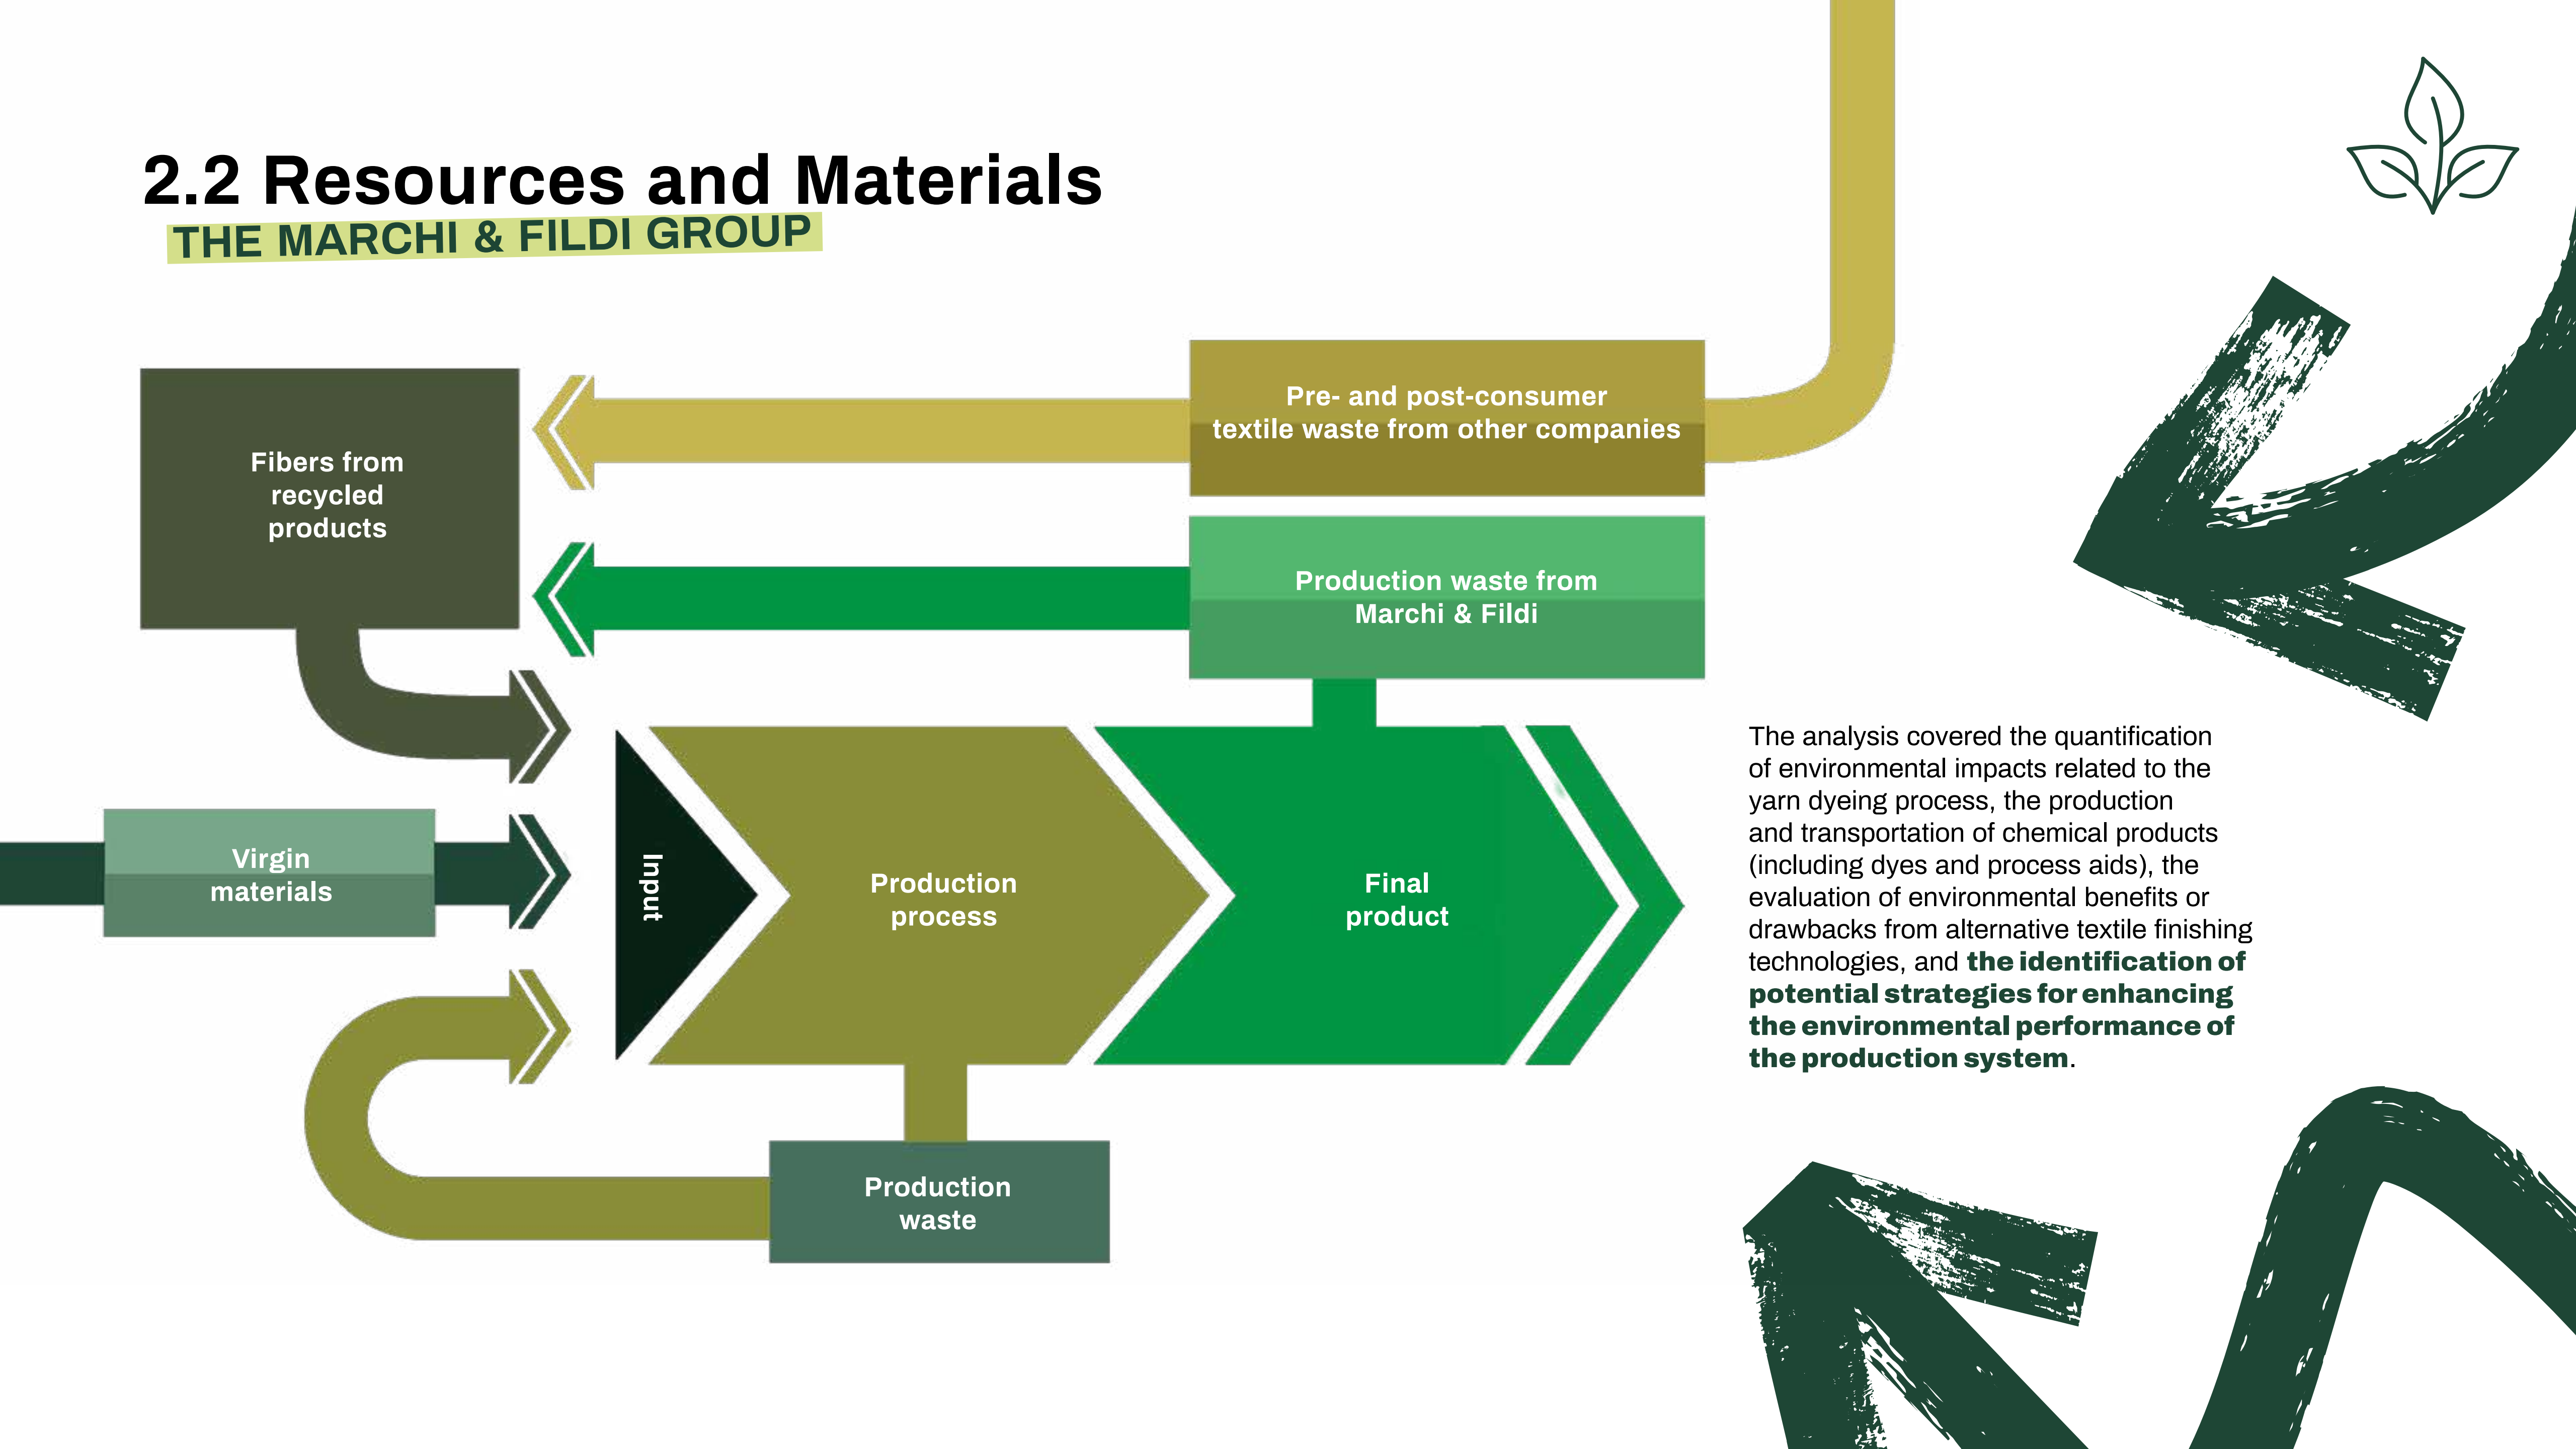 2.2 Resources and Materials
THE MARCHI & FILDI GROUP
Pre- and post-consumer
textile waste from other companies
Fibers from
recycled
products
Production waste from
Marchi & Fildi
Virgin
materials
Input
Production
process
Final
product
Production
waste
The analysis covered the quantification
of environmental impacts related to the
yarn dyeing process, the production
and transportation of chemical products
(including dyes and process aids), the
evaluation of environmental benefits or
drawbacks from alternative textile finishing
technologies, and the identification of
potential strategies for enhancing
the environmental performance of
the production system.